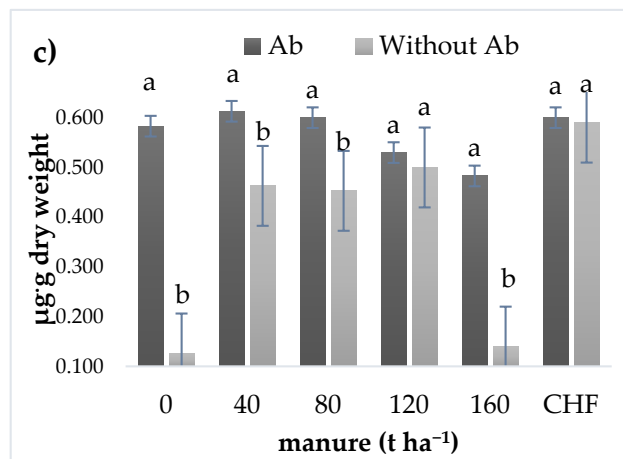 c)
Ab
Without Ab
a
a
a
a
a
a
a
b
b
b
b
0.600
0.500
0.400
0.300
0.200
0.100
µg·g dry weight
0
40
80
120
160
CHF
manure (t ha⁻¹)